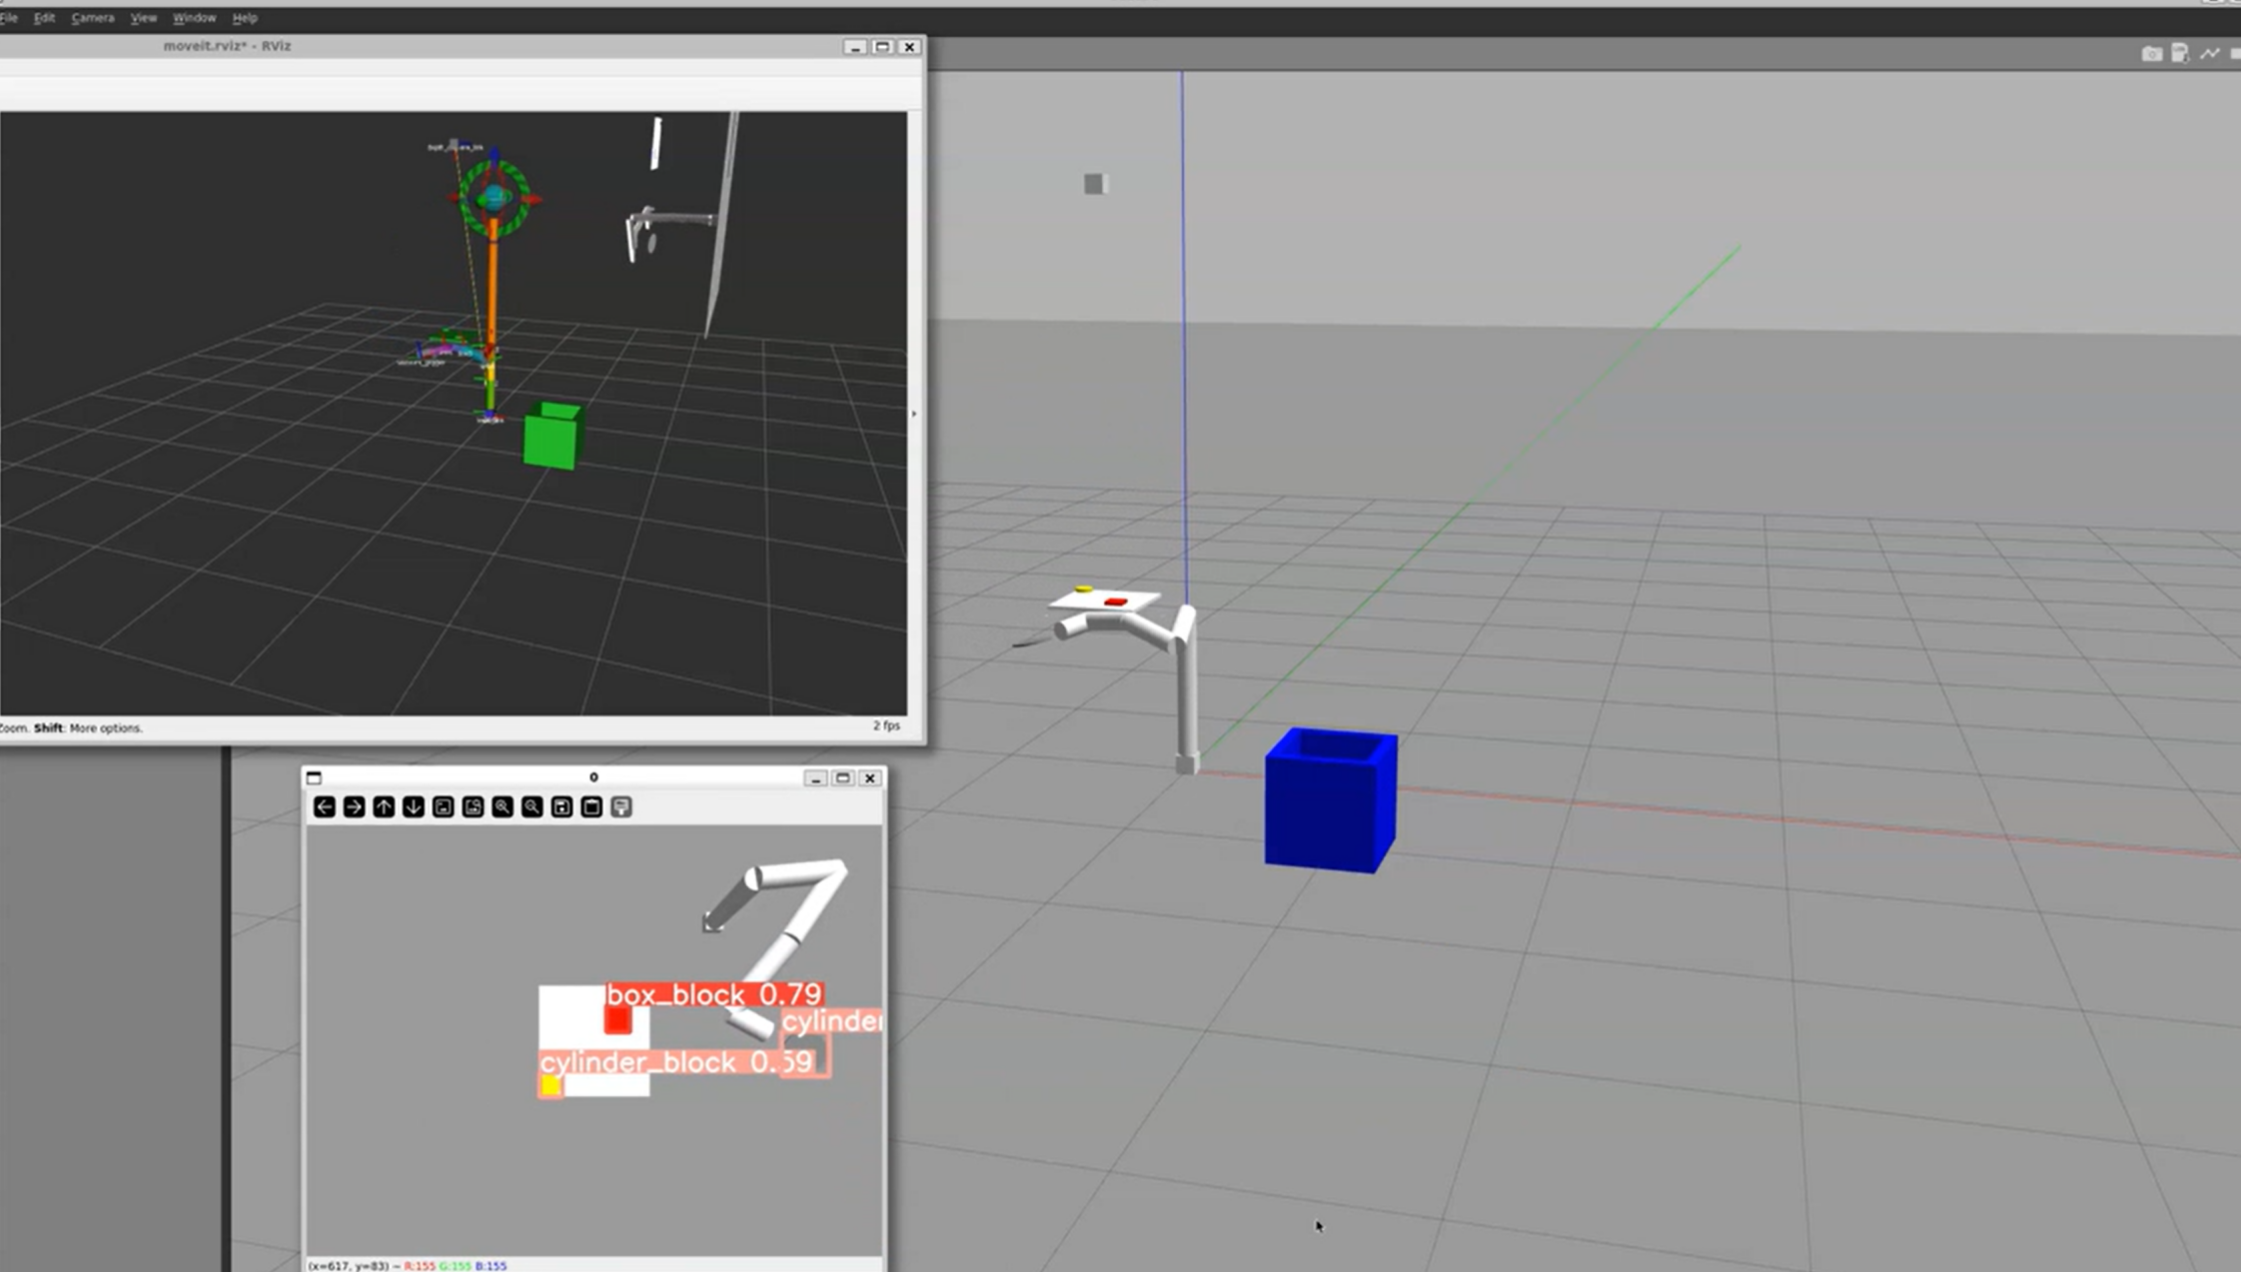 File Edit Camera View Window Help
moveit.rviz* - RViz
Zoom. Shift: More options.
2 fps
0
box_block 0.79
cylinder
cylinder_block 0.59
(x=617, y=83) ~ R:155 G:155 B:155